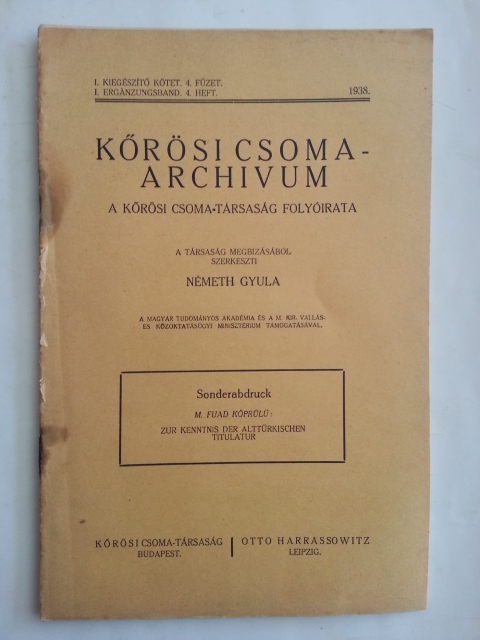 I. KIEGÉSZÍTŐ KÖTET. 4. FÜZET.
I. ERGÄNZUNGSBAND. 4. HEFT.
1938.
KŐRÖSI CSOMA-
ARCHIVUM
A KŐRÖSI CSOMA-TÁRSASÁG FOLYÓIRATA
A TÁRSASÁG MEGBIZÁSÁBÓL
SZERKESZTI
NÉMETH GYULA
A MAGYAR TUDOMÁNYOS AKADÉMIA ÉS A M. KIR. VALLÁS-
ES KÖZOKTATÁSÜGYI MINISZTÉRIUM TÁMOGATÁSÁVAL.
Sonderabdruck
M. FUAD KÖPRÜLÜ:
ZUR KENNTNIS DER ALTTÜRKISCHEN
TITULATUR
KŐRÖSI CSOMA-TÁRSASÁG
BUDAPEST.
OTTO HARRASSOWITZ
LEIPZIG.